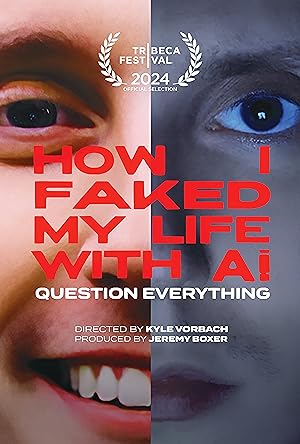 TRIBECA
FESTIVAL
2024
OFFICIAL SELECTION
HOW I
FAKED
MY LIFE
WITH Ai!
QUESTION EVERYTHING
DIRECTED BY KYLE VORBACH
PRODUCED BY JEREMY BOXER